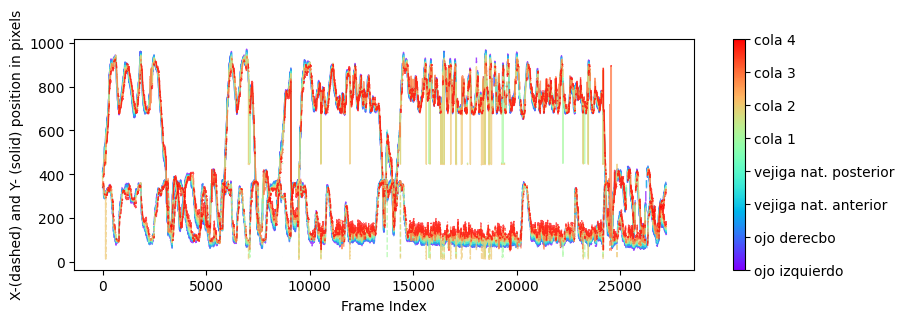 X-(dashed) and Y- (solid) position in pixels
1000
800
600
400
200
0
0 5000 10000 15000 20000 25000
Frame Index
cola 4
cola 3
cola 2
cola 1
vejiga nat. posterior
vejiga nat. anterior
ojo derecbo
ojo izquierdo